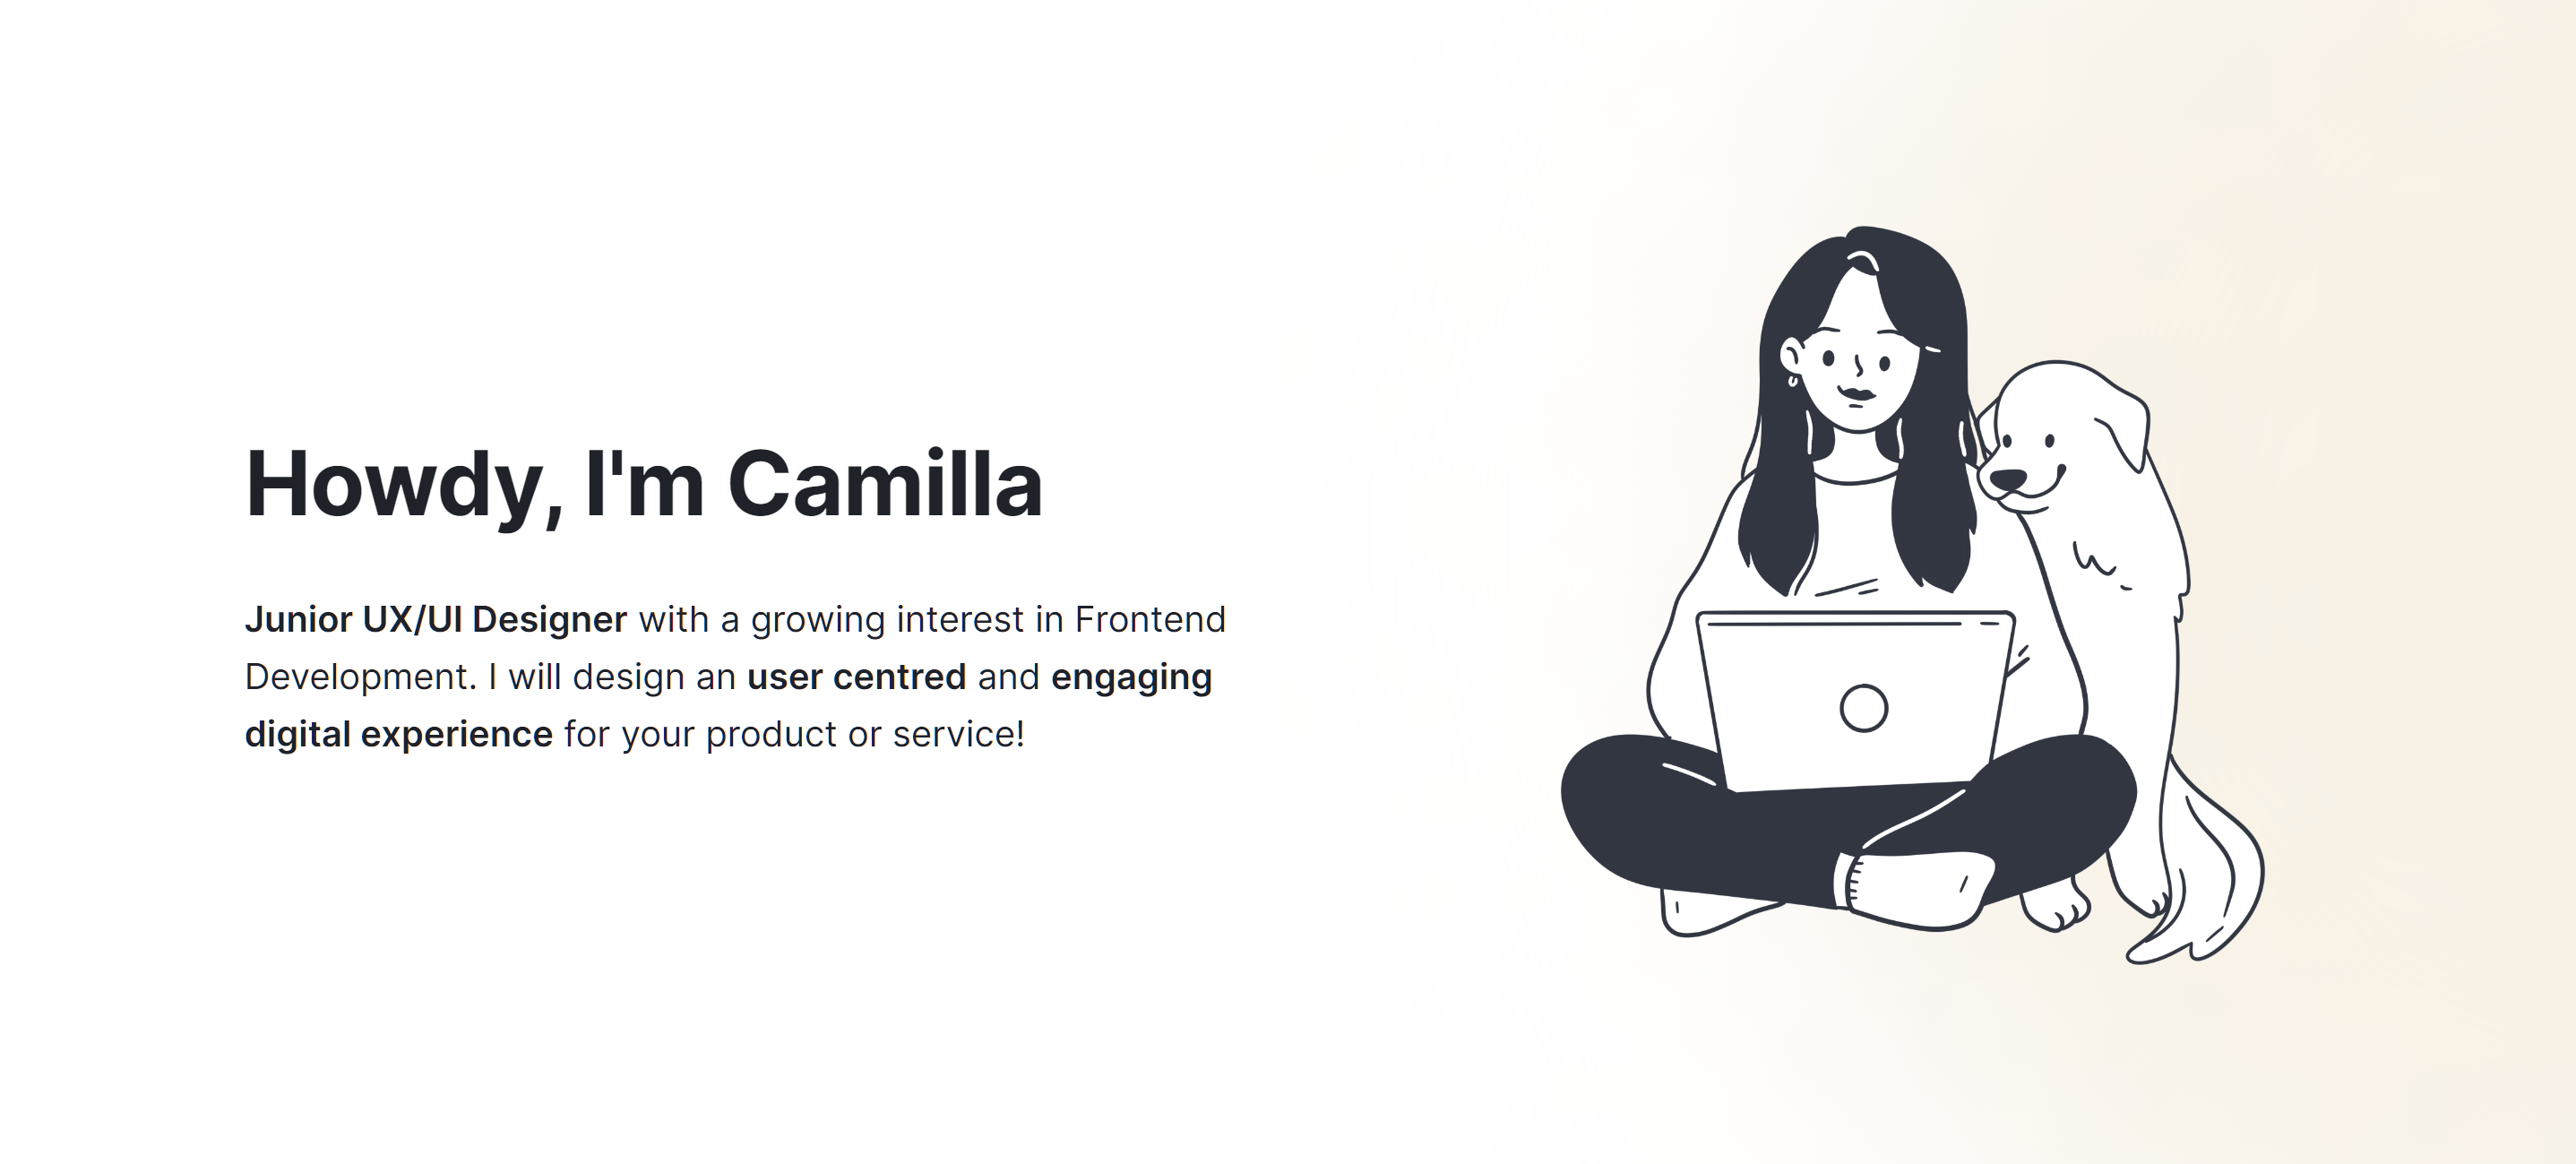 Howdy, I'm Camilla
Junior UX/UI Designer with a growing interest in Frontend
Development. I will design an user centred and engaging
digital experience for your product or service!